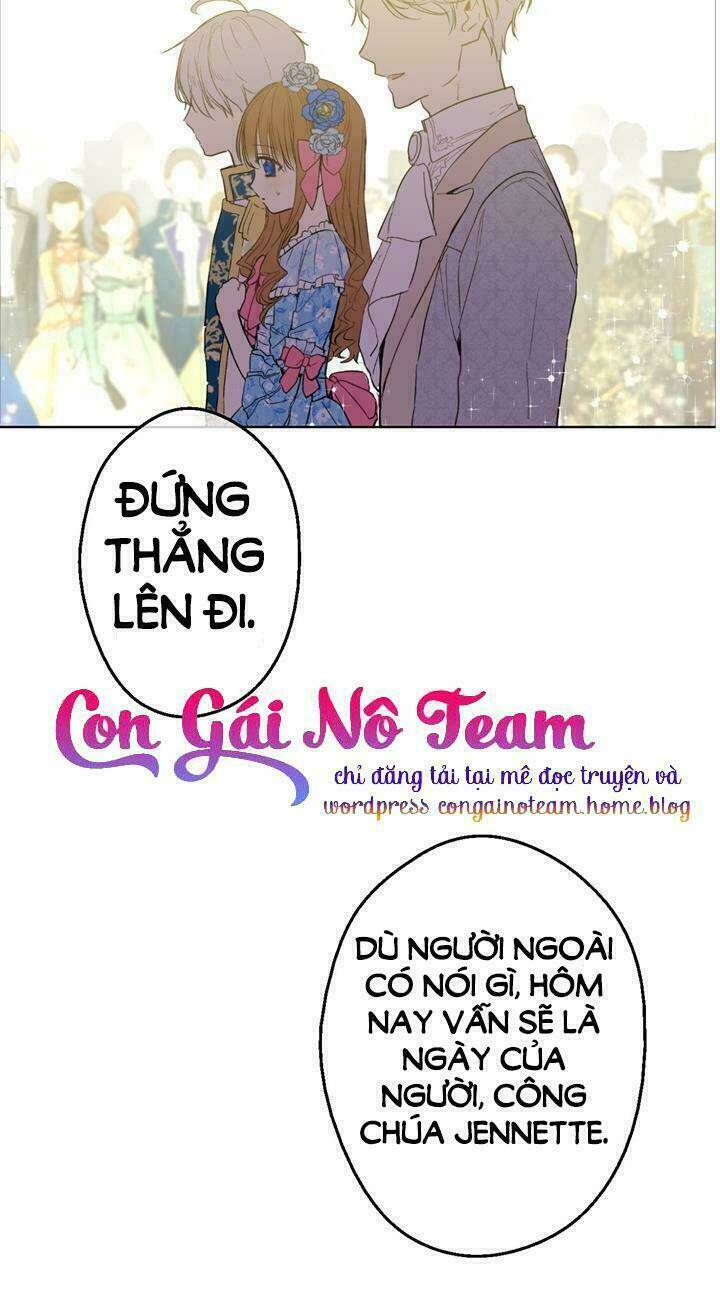 ĐỨNG
THẲNG
LÊN ĐI.
Con Gái Nô Team
chỉ đăng tải tại mê đọc truyện và
wordpress congainoteam.home.blog
DÙ NGƯỜI NGOÀI
CÓ NÓI GÌ, HÔM
NAY VẪN SẼ LÀ
NGÀY CỦA
NGƯỜI, CÔNG
CHÚA JENNETTE.